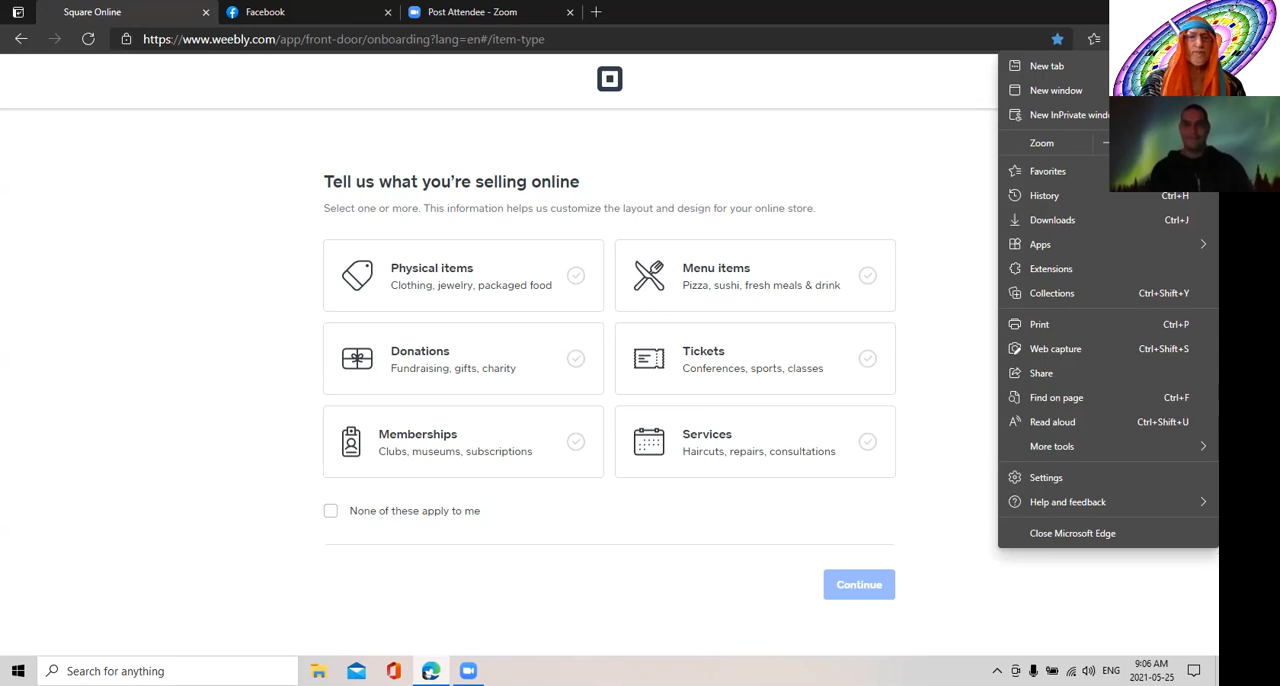 Square Online
Facebook
Post Attendee - Zoom
https://www.weebly.com/app/front-door/onboarding?lang=en#/item-type
Tell us what you're selling online
Select one or more. This information helps us customize the layout and design for your online store.
Physical items
Clothing, jewelry, packaged food
Menu items
Pizza, sushi, fresh meals & drink
Donations
Fundraising, gifts, charity
Tickets
Conferences, sports, classes
Memberships
Clubs, museums, subscriptions
Services
Haircuts, repairs, consultations
None of these apply to me
Continue
New tab
New window
New InPrivate
Zoom
Favorites
History Ctrl+H
Downloads Ctrl+J
Apps
Extensions
Collections Ctrl+Shift+Y
Print Ctrl+P
Web capture Ctrl+Shift+S
Share
Find on page Ctrl+F
Read aloud Ctrl+Shift+U
More tools
Settings
Help and feedback
Close Microsoft Edge
Search for anything
ENG
9:06 AM
2021-05-25